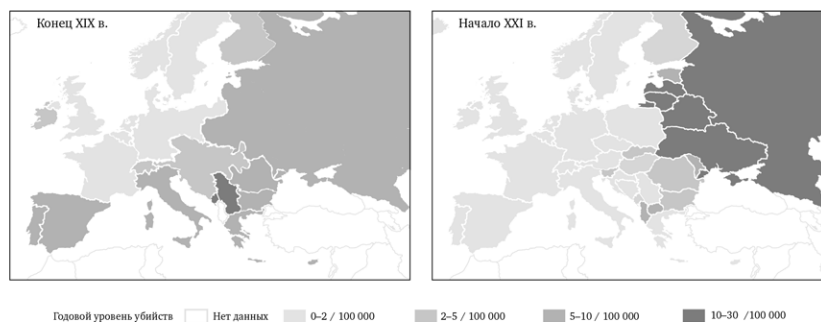 Конец XIX в.
Начало XXI в.
Годовой уровень убийств Нет данных 0–2 / 100 000 2–5 / 100 000 5–10 / 100 000 10–30 /100 000